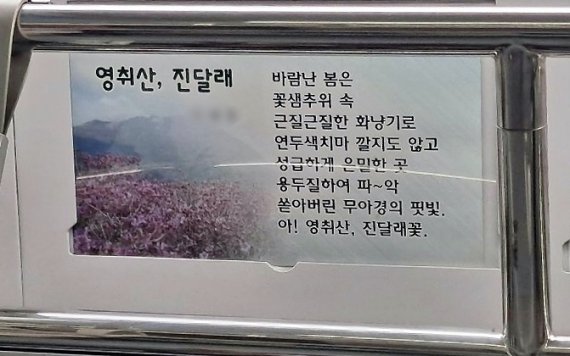 영취산, 진달래
바람난 봄은
꽃샘추위 속
근질근질한 화냥기로
연두색치마 깔지도 않고
성급하게 은밀한 곳
용두질하여 파~악
쏟아버린 무아경의 핏빛.
아! 영취산, 진달래꽃.